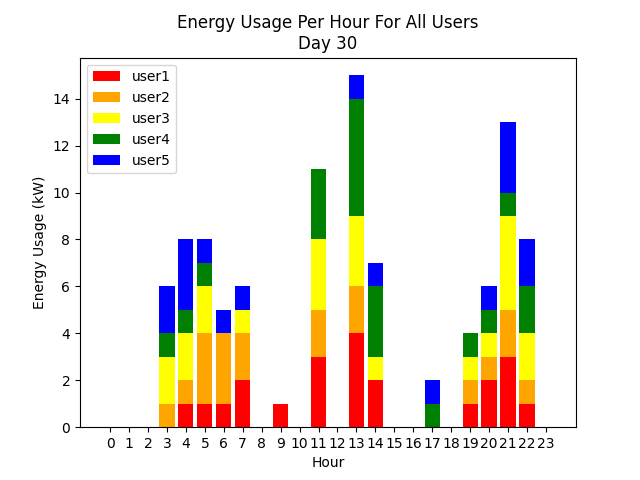 Energy Usage Per Hour For All Users
Day 30
user1
user2
user3
user4
user5
14
12
10
8
6
4
2
0
Energy Usage (kW)
0 1 2 3 4 5 6 7 8 9 10 11 12 13 14 15 16 17 18 19 20 21 22 23
Hour